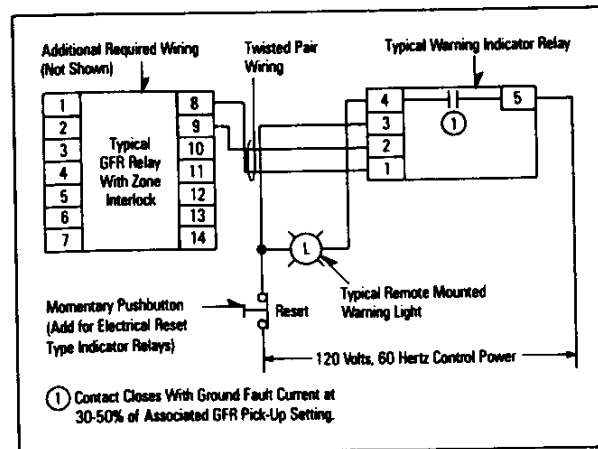 Additional Required Wiring
(Not Shown)
Twisted Pair
Wiring
Typical Warning Indicator Relay
1
2
3
4
5
6
7
Typical
GFR Relay
With Zone
Interlock
8
9
10
11
12
13
14
4
3
2
1
5
1
L
Momentary Pushbutton
(Add for Electrical Reset
Type Indicator Relays)
Reset
Typical Remote Mounted
Warning Light
120 Volts, 60 Hertz Control Power
1 Contact Closes With Ground Fault Current at
30-50% of Associated GFR Pick-Up Setting.